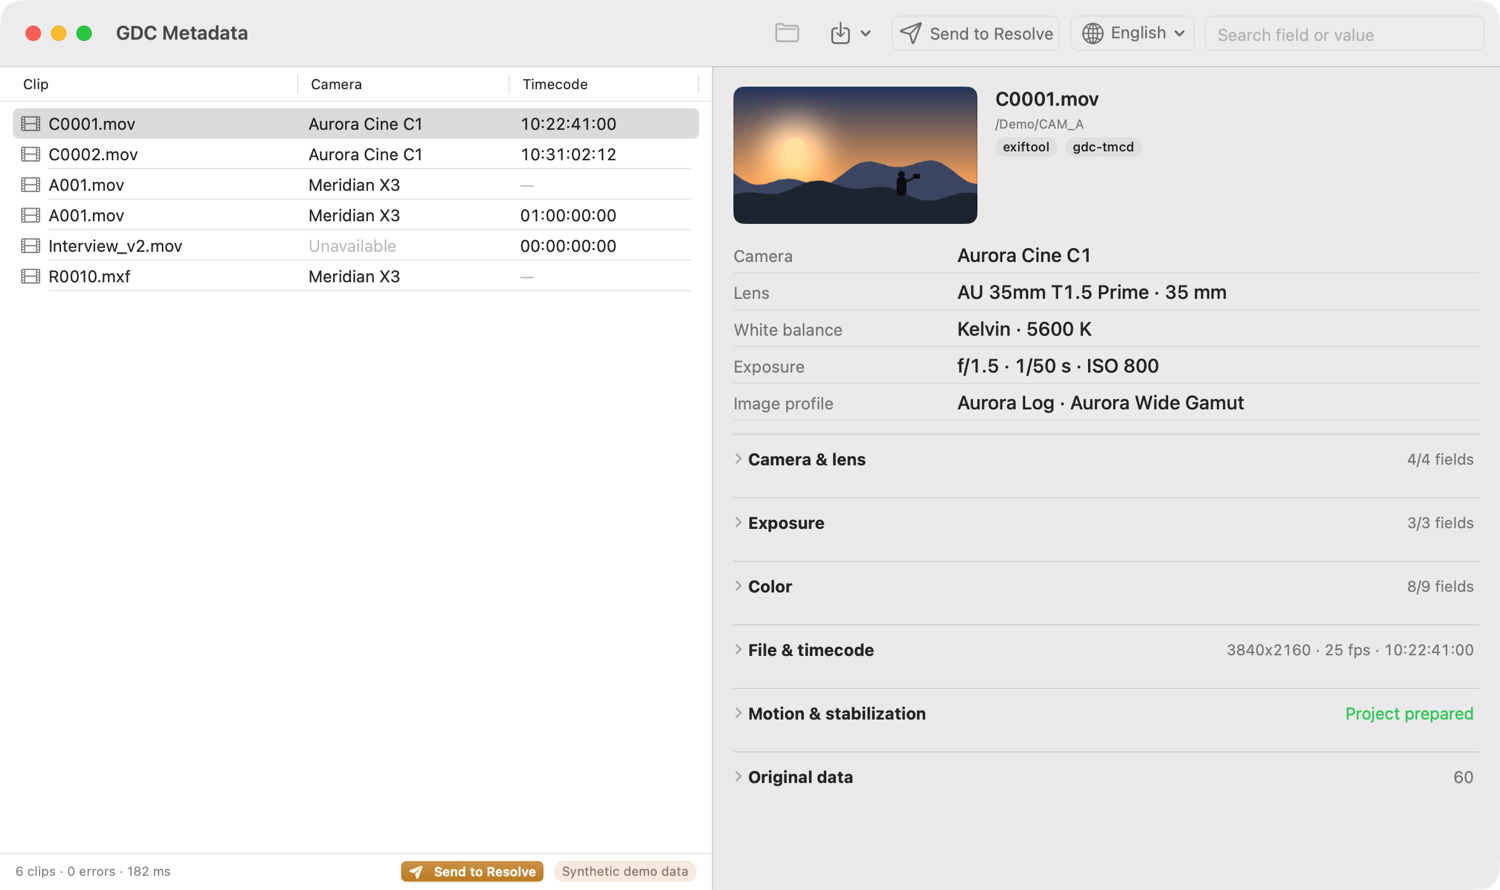 GDC Metadata
Send to Resolve
English
Search field or value
Clip Camera Timecode
C0001.mov Aurora Cine C1 10:22:41:00
C0002.mov Aurora Cine C1 10:31:02:12
A001.mov Meridian X3 —
A001.mov Meridian X3 01:00:00:00
Interview_v2.mov Unavailable 00:00:00:00
R0010.mxf Meridian X3 —
6 clips · 0 errors · 182 ms
Send to Resolve
Synthetic demo data
C0001.mov
/Demo/CAM_A
exiftool gdc-tmcd
Camera Aurora Cine C1
Lens AU 35mm T1.5 Prime · 35 mm
White balance Kelvin · 5600 K
Exposure f/1.5 · 1/50 s · ISO 800
Image profile Aurora Log · Aurora Wide Gamut
Camera & lens 4/4 fields
Exposure 3/3 fields
Color 8/9 fields
File & timecode 3840x2160 · 25 fps · 10:22:41:00
Motion & stabilization Project prepared
Original data 60